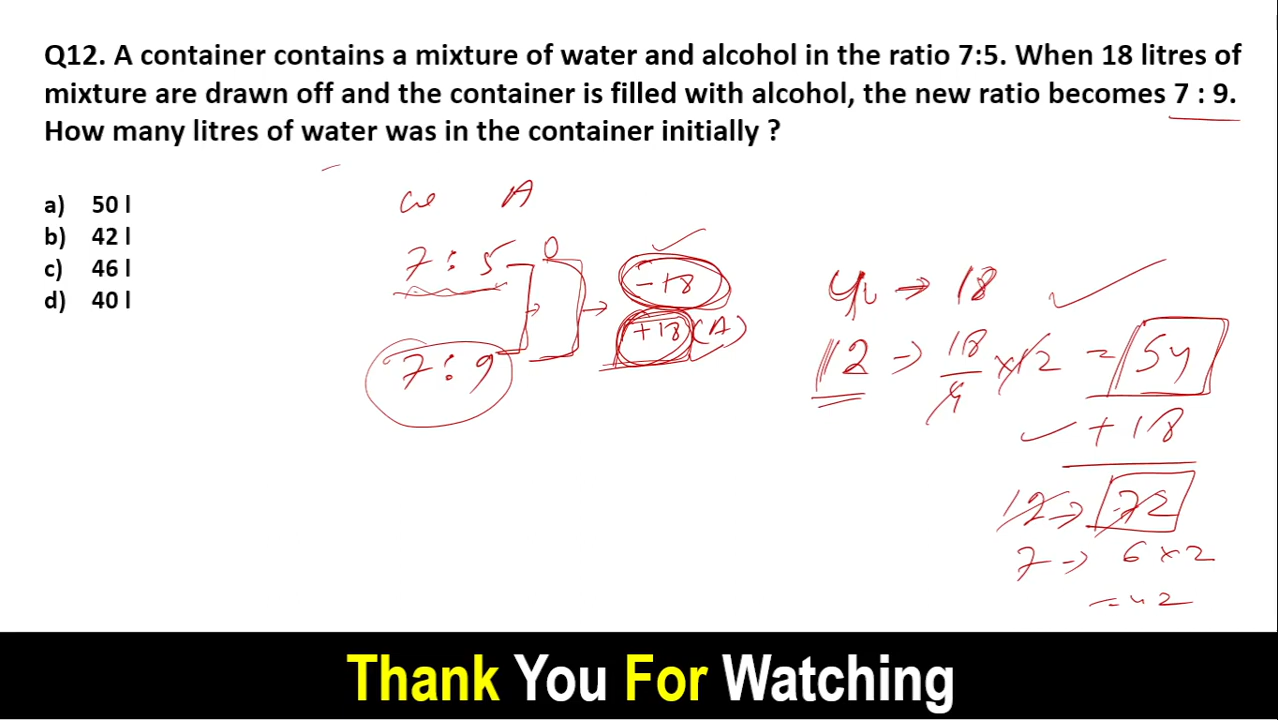 Q12. A container contains a mixture of water and alcohol in the ratio 7:5. When 18 litres of
mixture are drawn off and the container is filled with alcohol, the new ratio becomes 7 : 9.
How many litres of water was in the container initially ?
a) 50 l
b) 42 l
c) 46 l
d) 40 l
A
7 : 5
0
-18
+18 (A)
7 : 9
→ 18
12 → 18/4 × 12 = 54
+ 18
12 → 72
7 → 6 × 2
= 42
Thank You For Watching